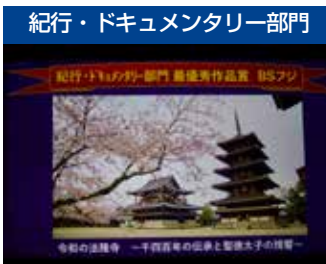 紀行・ドキュメンタリー部門
紀行・ドキュメンタリー部門 最優秀作品賞 BSフジ
令和の法隆寺 ～千四百年の伝承と聖徳太子の残響～